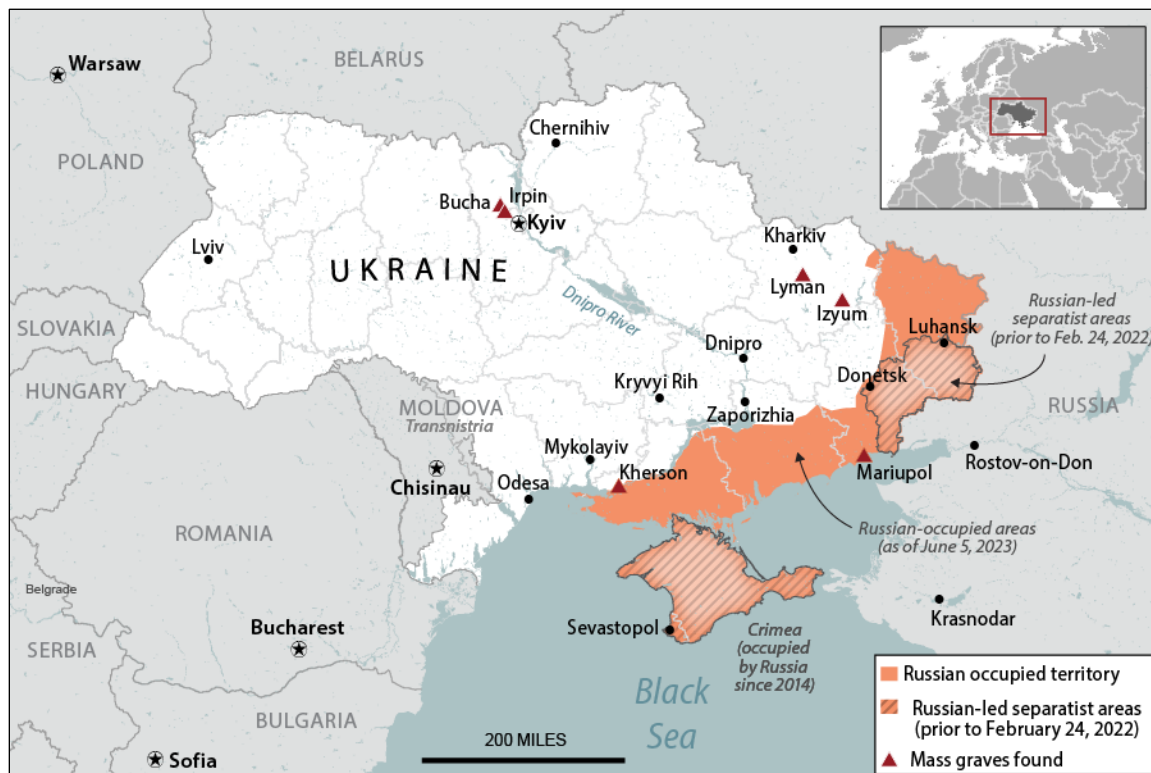 Warsaw
BELARUS
Chernihiv
POLAND
Bucha
Irpin
Kyiv
Lviv
UKRAINE
Kharkiv
Lyman
Izyum
Dnipro River
Russian-led
separatist areas
(prior to Feb. 24, 2022)
SLOVAKIA
Luhansk
HUNGARY
Dnipro
Donetsk
Kryvyi Rih
MOLDOVA
Transnistria
Zaporizhia
RUSSIA
Mykolayiv
Kherson
Mariupol
Rostov-on-Don
Chisinau
Odesa
Russian-occupied areas
(as of June 5, 2023)
ROMANIA
Belgrade
Bucharest
Sevastopol
Crimea
(occupied
by Russia
since 2014)
Krasnodar
SERBIA
Black
Sea
BULGARIA
Sofia
200 MILES
Russian occupied territory
Russian-led separatist areas
(prior to February 24, 2022)
Mass graves found